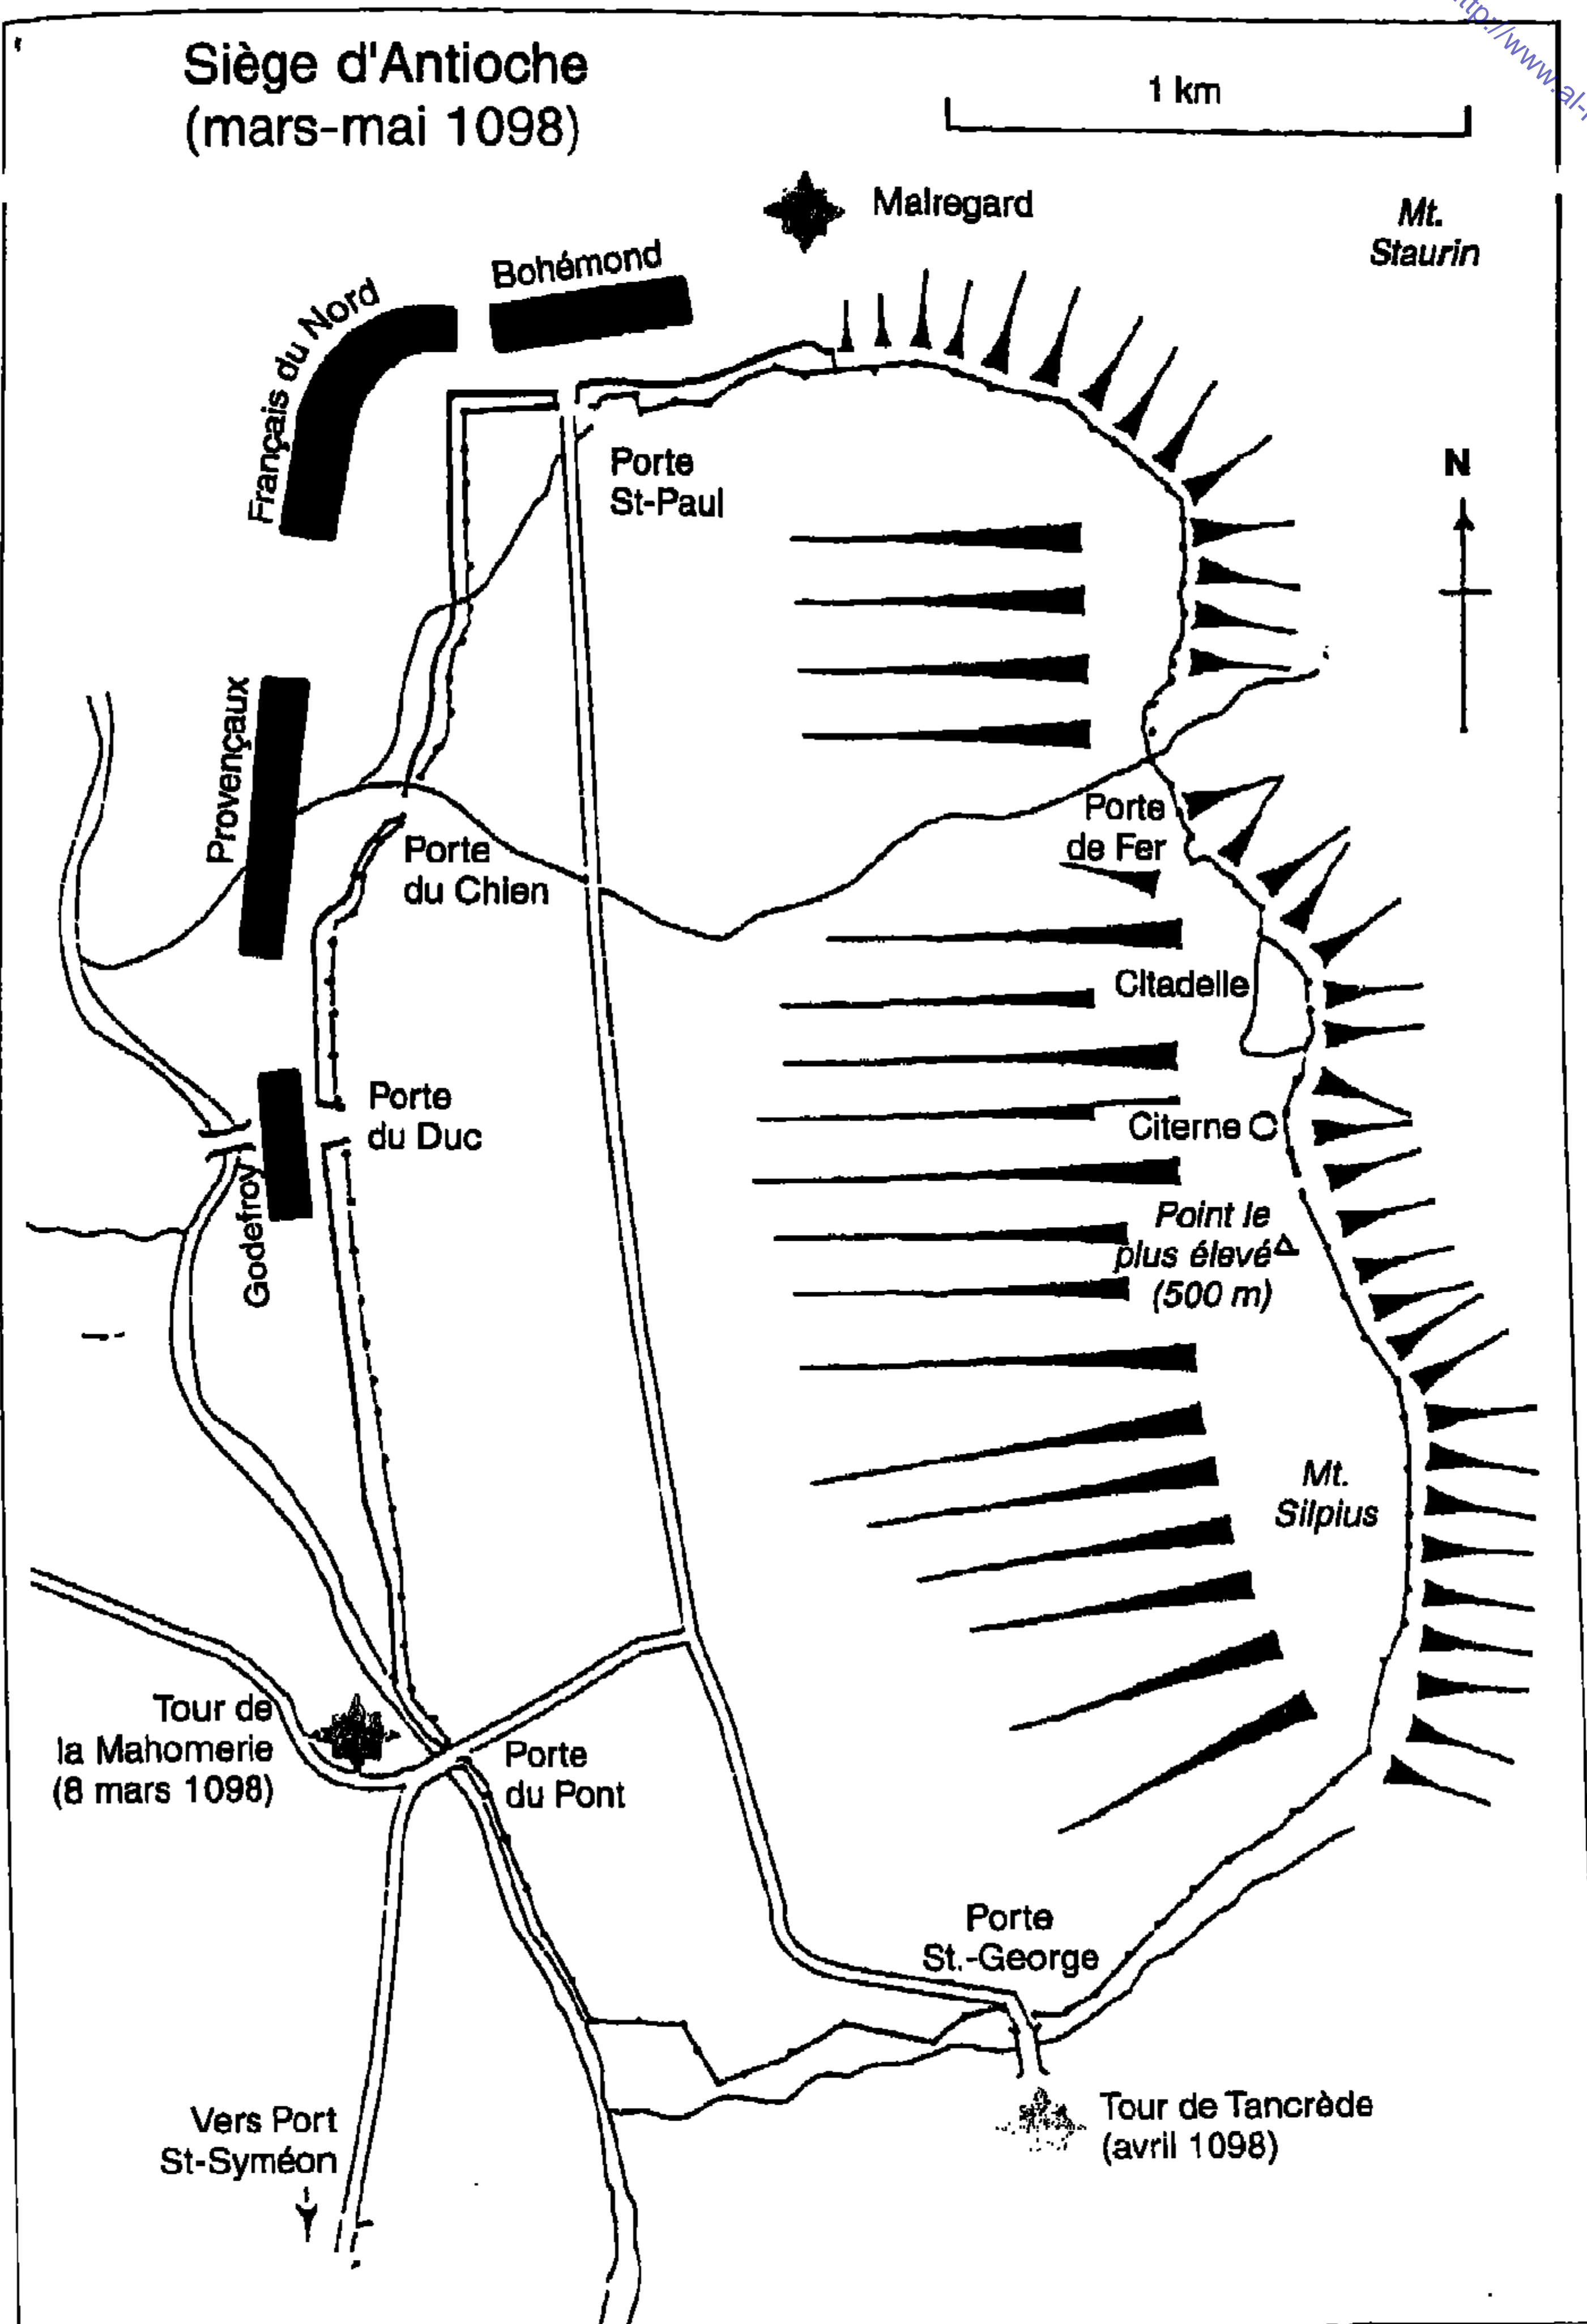 Siège d'Antioche
(mars-mai 1098)
1 km
Malregard
Mt.
Staurin
Bohémond
Français du Nord
N
Porte
St-Paul
Provençaux
Porte
de Fer
Porte
du Chien
Citadelle
Porte
du Duc
Citerne
Godefroy
Point le
plus élevé
(500 m)
Mt.
Silpius
Tour de
la Mahomerie
(8 mars 1098)
Porte
du Pont
Porte
St.-George
Tour de Tancrède
(avril 1098)
Vers Port
St-Syméon